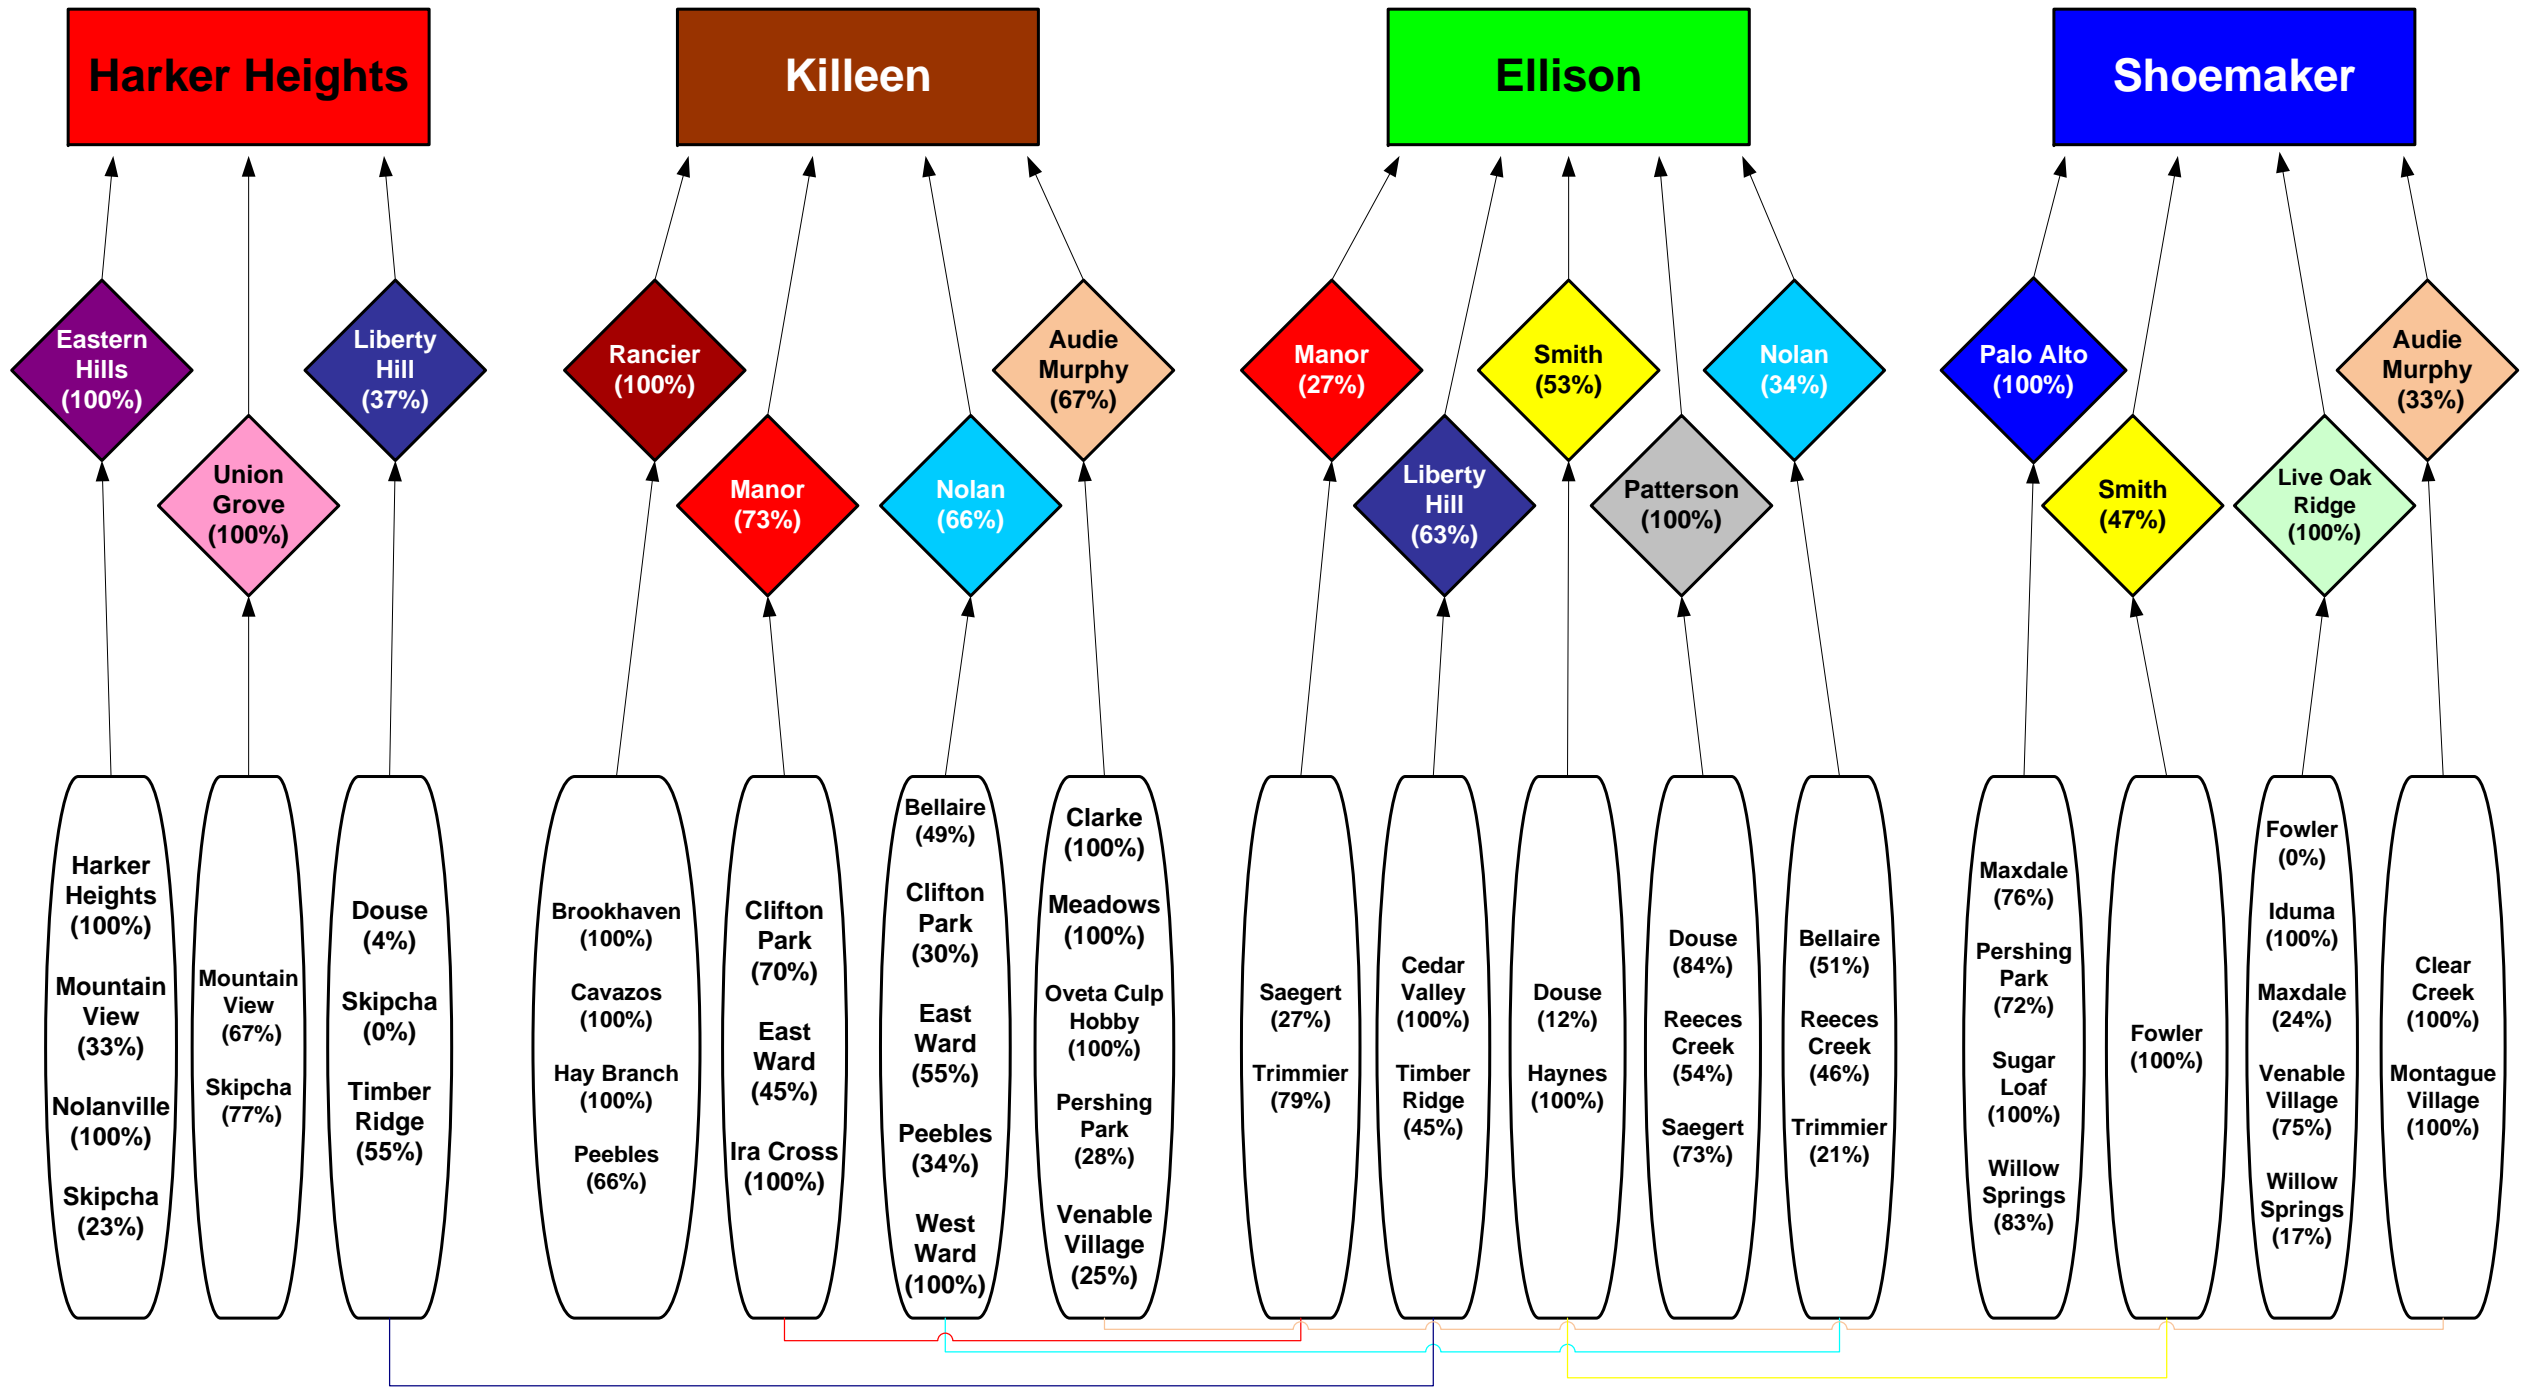 Harker Heights
Killeen
Ellison
Shoemaker
Eastern
Hills
(100%)
Union
Grove
(100%)
Liberty
Hill
(37%)
Rancier
(100%)
Manor
(73%)
Nolan
(66%)
Audie
Murphy
(67%)
Manor
(27%)
Liberty
Hill
(63%)
Smith
(53%)
Patterson
(100%)
Nolan
(34%)
Palo Alto
(100%)
Smith
(47%)
Live Oak
Ridge
(100%)
Audie
Murphy
(33%)
Harker
Heights
(100%)
Mountain
View
(33%)
Nolanville
(100%)
Skipcha
(23%)
Mountain
View
(67%)
Skipcha
(77%)
Douse
(4%)
Skipcha
(0%)
Timber
Ridge
(55%)
Brookhaven
(100%)
Cavazos
(100%)
Hay Branch
(100%)
Peebles
(66%)
Clifton
Park
(70%)
East
Ward
(45%)
Ira Cross
(100%)
Bellaire
(49%)
Clifton
Park
(30%)
East
Ward
(55%)
Peebles
(34%)
West
Ward
(100%)
Clarke
(100%)
Meadows
(100%)
Oveta Culp
Hobby
(100%)
Pershing
Park
(28%)
Venable
Village
(25%)
Saegert
(27%)
Trimmier
(79%)
Cedar
Valley
(100%)
Timber
Ridge
(45%)
Douse
(12%)
Haynes
(100%)
Douse
(84%)
Reeces
Creek
(54%)
Saegert
(73%)
Bellaire
(51%)
Reeces
Creek
(46%)
Trimmier
(21%)
Maxdale
(76%)
Pershing
Park
(72%)
Sugar
Loaf
(100%)
Willow
Springs
(83%)
Fowler
(100%)
Fowler
(0%)
Iduma
(100%)
Maxdale
(24%)
Venable
Village
(75%)
Willow
Springs
(17%)
Clear
Creek
(100%)
Montague
Village
(100%)